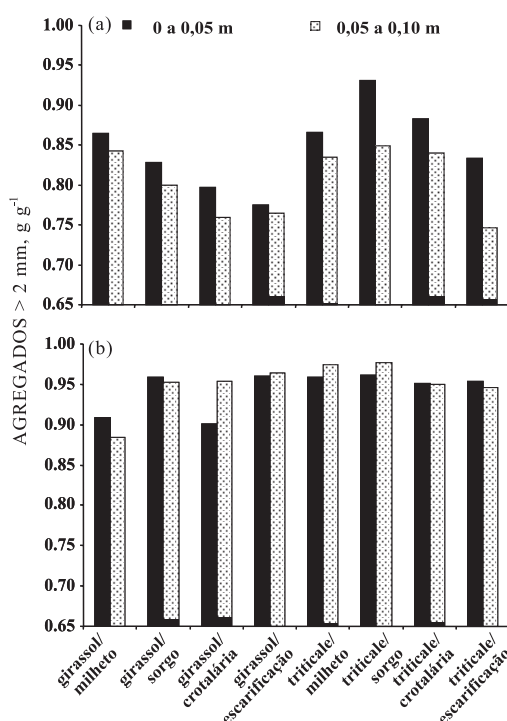 (a)
0 a 0,05 m
0,05 a 0,10 m
1.00
0.95
0.90
0.85
0.80
0.75
0.70
0.65
AGREGADOS > 2 mm, g g-1
(b)
1.00
0.95
0.90
0.85
0.80
0.75
0.70
0.65
girassol/
milheto
girassol/
sorgo
girassol/
crotalária
girassol/
escarificação
triticale/
milheto
triticale/
sorgo
triticale/
crotalária
triticale/
escarificação